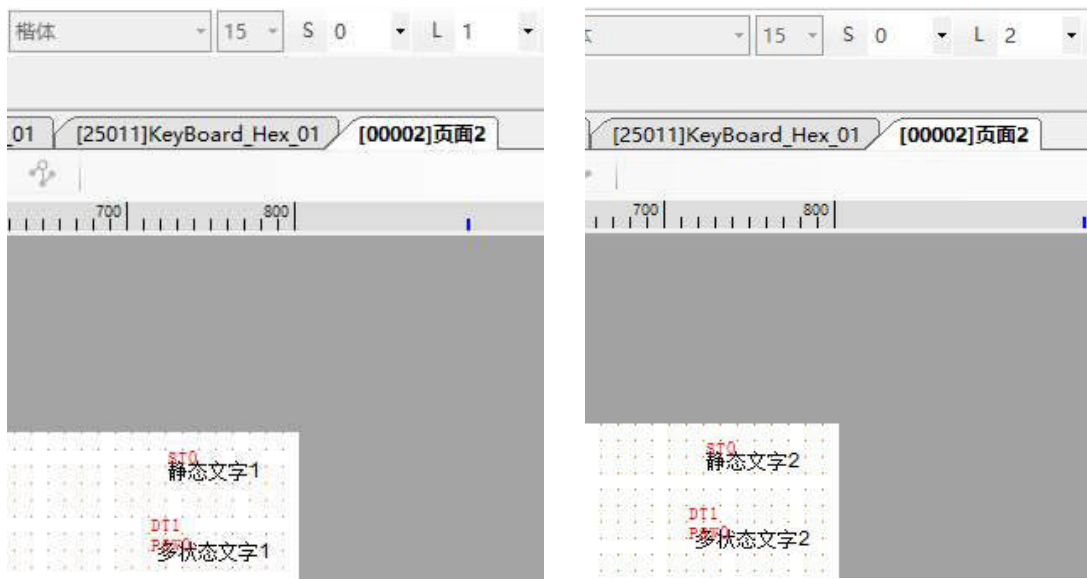 楷体 15 S 0 L 1
_01 [25011]KeyBoard_Hex_01 [00002]页面2
700 800
ST0
静态文字1
DT1
多状态文字1
15 S 0 L 2
[25011]KeyBoard_Hex_01 [00002]页面2
700 800
ST0
静态文字2
DT1
多状态文字2